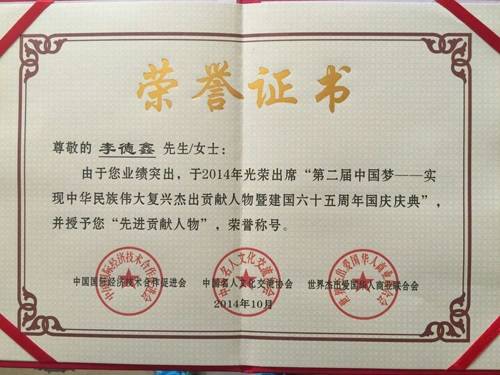 荣誉证书
尊敬的 李德鑫 先生/女士：
由于您业绩突出，于2014年光荣出席“第二届中国梦——实
现中华民族伟大复兴杰出贡献人物暨建国六十五周年国庆庆典”，
并授予您“先进贡献人物”，荣誉称号。
中国国际经济技术合作促进会 中国名人文化交流协会 世界杰出爱国华人商业联合会
2014年10月